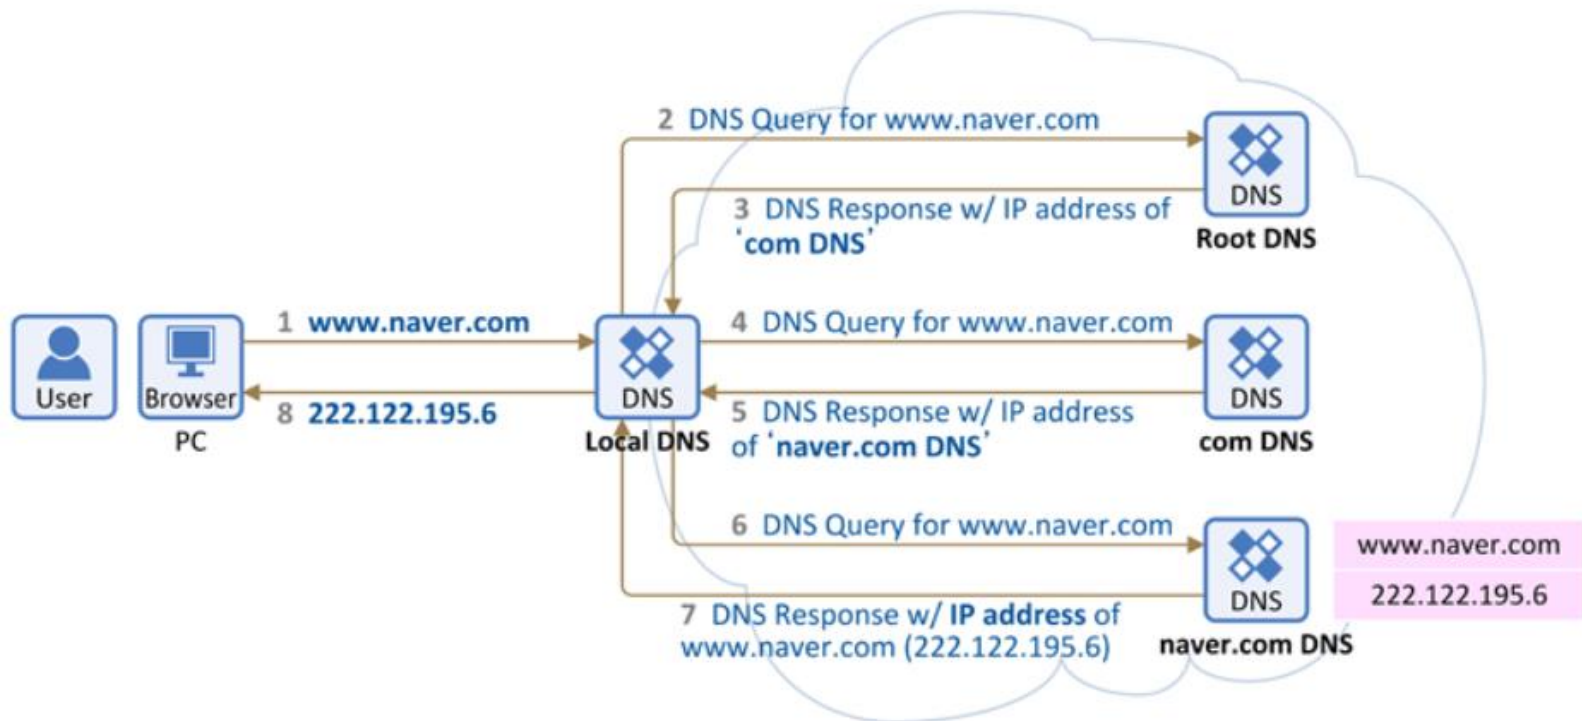 2 DNS Query for www.naver.com
DNS
Root DNS
3 DNS Response w/ IP address of
‘com DNS’
User
Browser
PC
1 www.naver.com
8 222.122.195.6
DNS
Local DNS
4 DNS Query for www.naver.com
5 DNS Response w/ IP address
of ‘naver.com DNS’
DNS
com DNS
6 DNS Query for www.naver.com
7 DNS Response w/ IP address of
www.naver.com (222.122.195.6)
DNS
naver.com DNS
www.naver.com
222.122.195.6